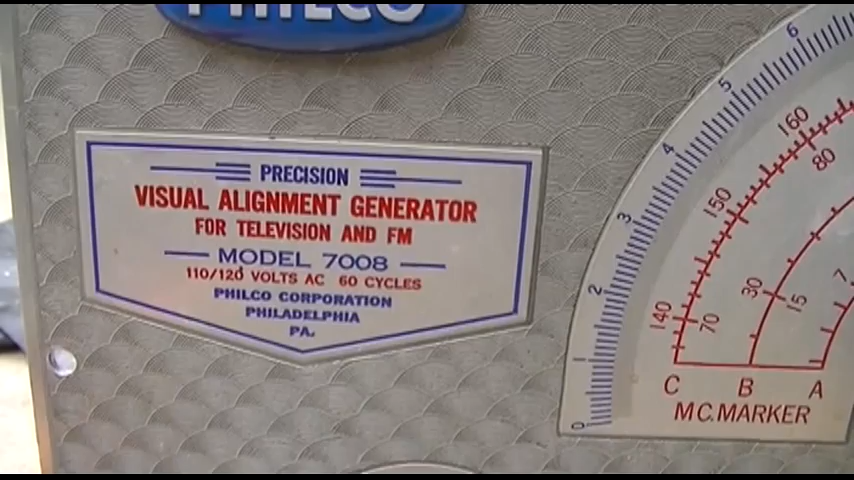 PHILCO
PRECISION
VISUAL ALIGNMENT GENERATOR
FOR TELEVISION AND FM
MODEL 7008
110/120 VOLTS AC 60 CYCLES
PHILCO CORPORATION
PHILADELPHIA
PA.
0 1 2 3 4 5 6
140 150 160
70 80
30
15
7
C B A
M.C. MARKER